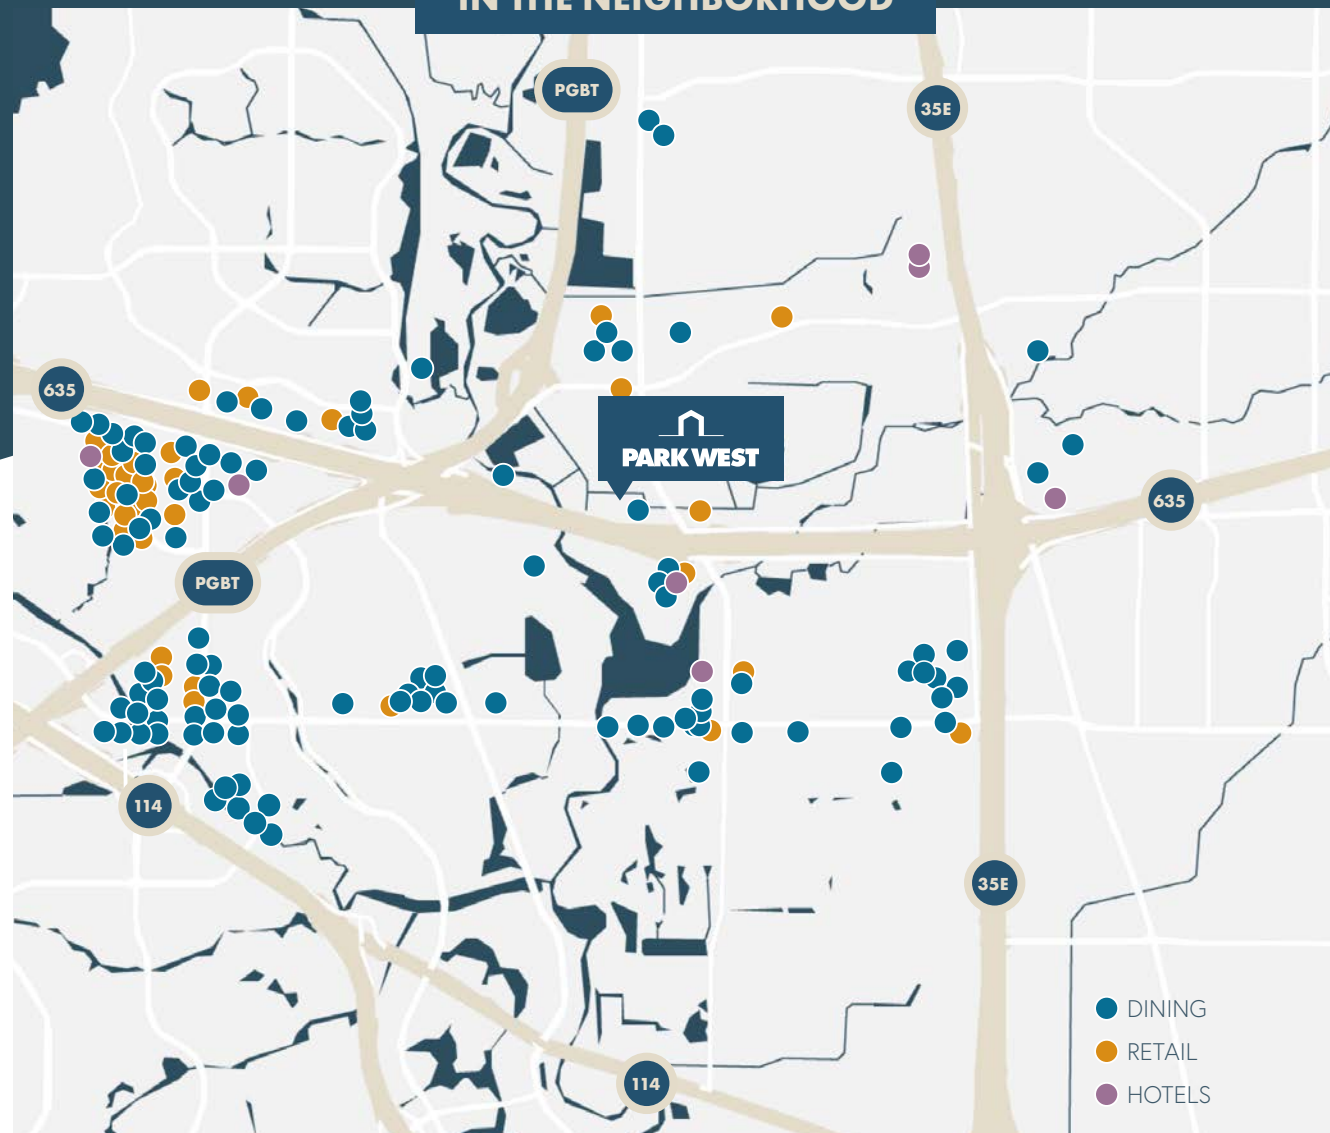 IN THE NEIGHBORHOOD
PGBT
35E
635
PARK WEST
635
PGBT
114
35E
DINING
RETAIL
HOTELS
114